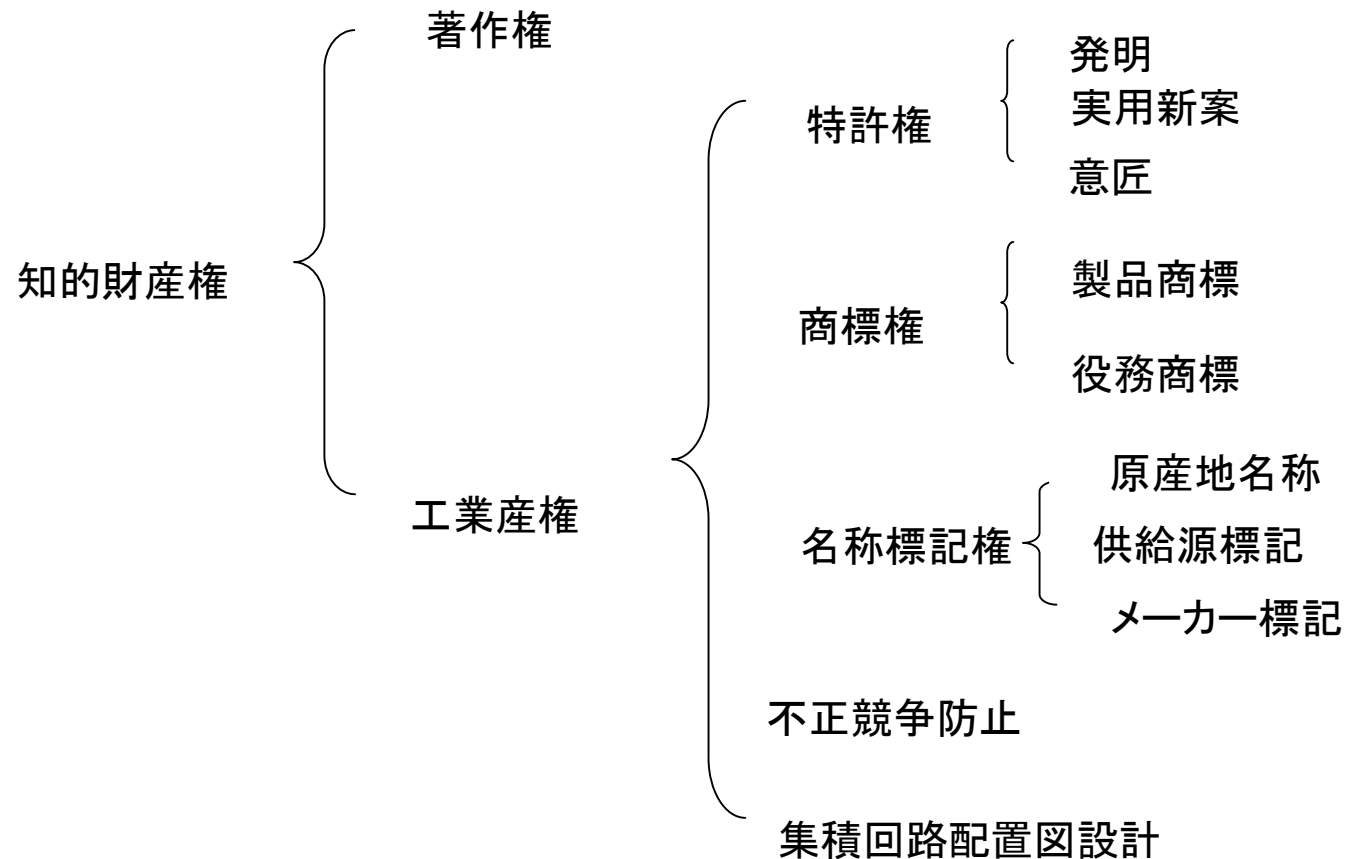 著作権
発明
実用新案
特許権
意匠
知的財産権
製品商標
商標権
役務商標
原産地名称
工業産権
名称標記権
供給源標記
メーカー標記
不正競争防止
集積回路配置図設計